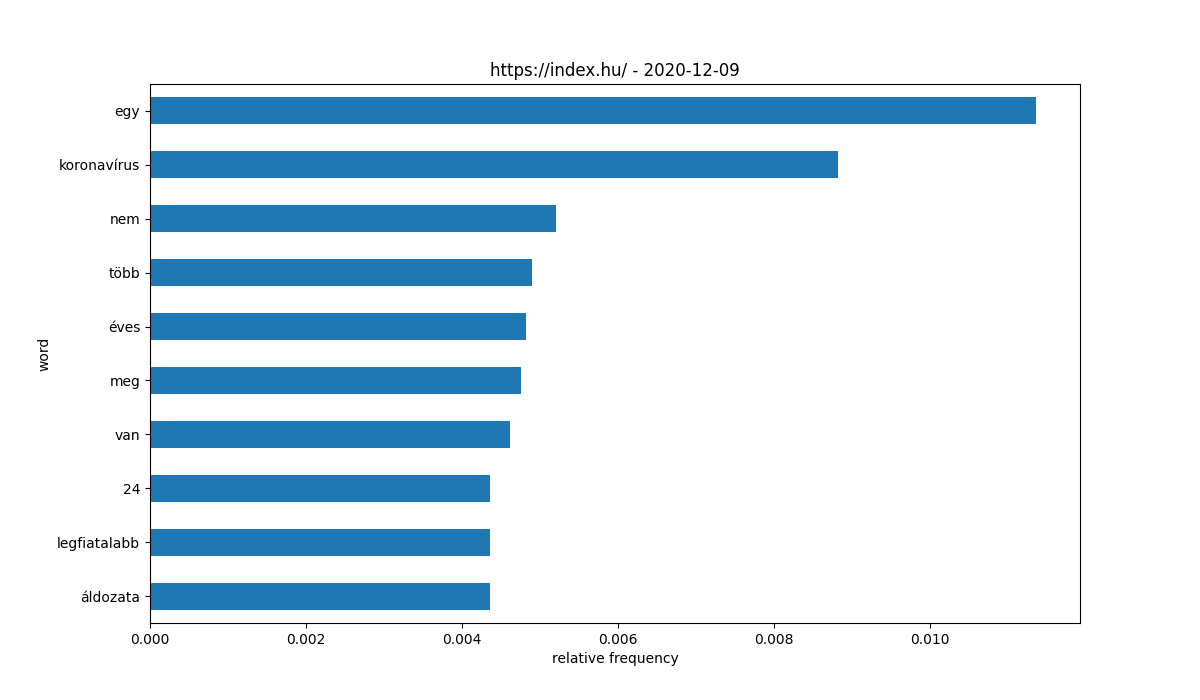 https://index.hu/ - 2020-12-09
egy
koronavírus
nem
több
éves
meg
van
24
legfiatalabb
áldozata
word
0.000 0.002 0.004 0.006 0.008 0.010
relative frequency